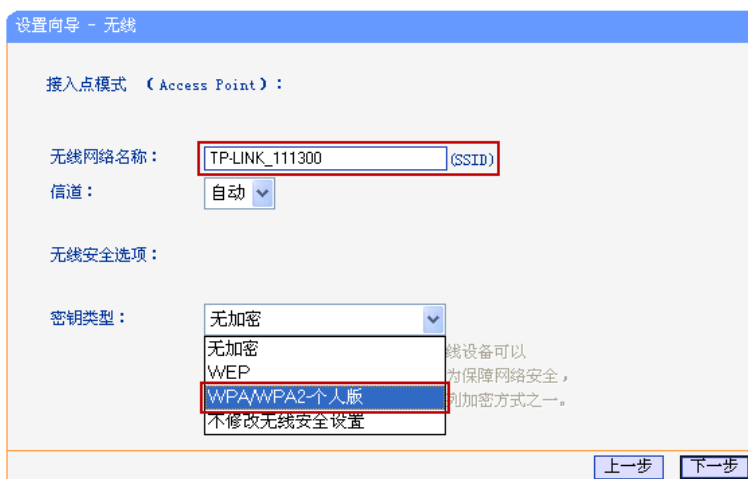 设置向导 - 无线
接入点模式 (Access Point):
无线网络名称: TP-LINK_111300 (SSID)
信道: 自动
无线安全选项:
密钥类型: 无加密
无加密
WEP
WPA/WPA2-个人版
不修改无线安全设置
线设备可以
为保障网络安全,
列加密方式之一。
上一步 下一步